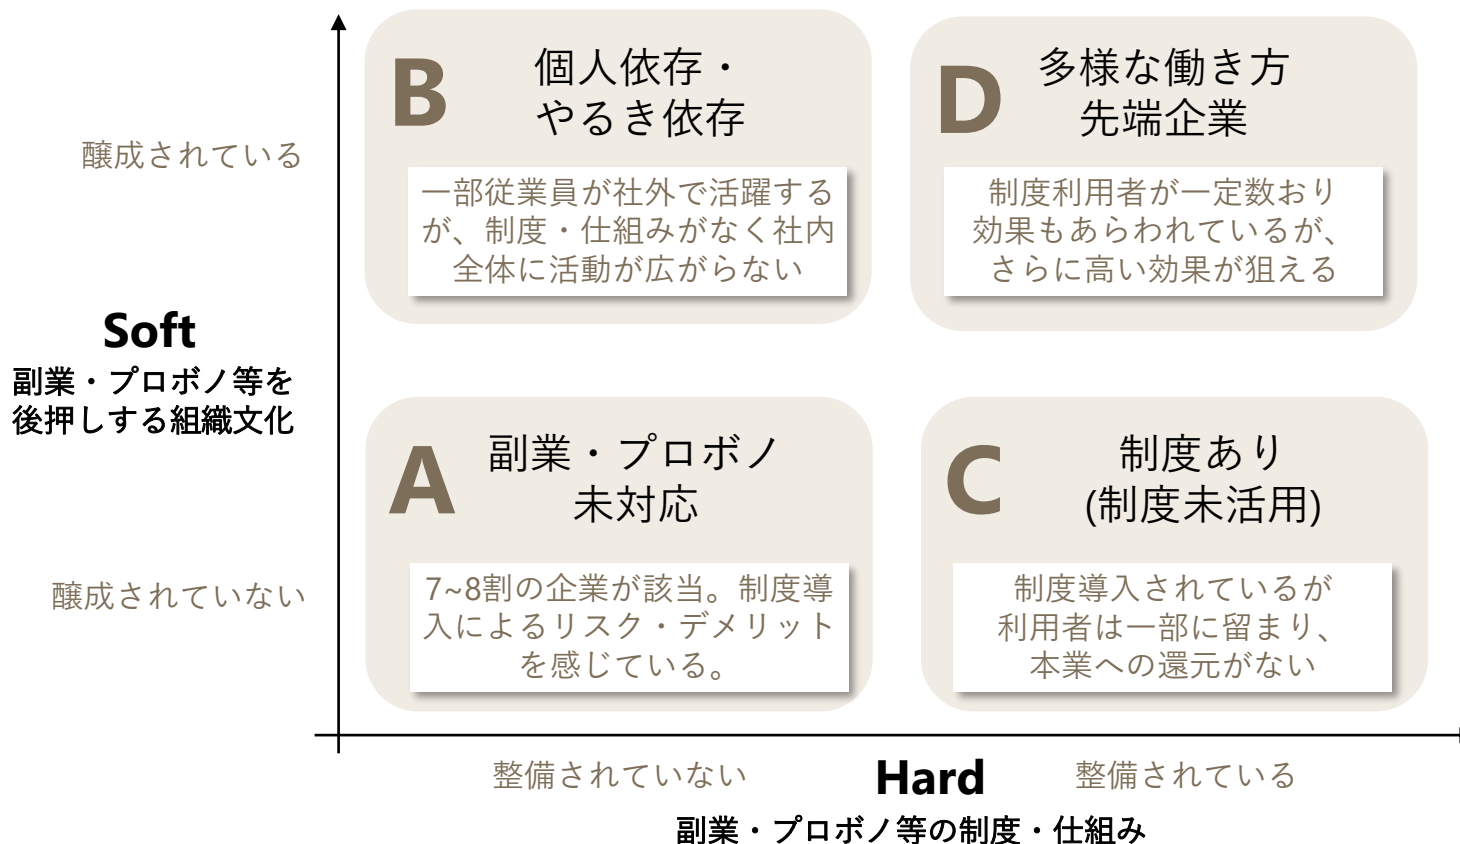 B
個人依存・
やるき依存
一部従業員が社外で活躍する
が、制度・仕組みがなく社内
全体に活動が広がらない
D
多様な働き方
先端企業
制度利用者が一定数おり
効果もあらわれているが、
さらに高い効果が狙える
醸成されている
Soft
副業・プロボノ等を
後押しする組織文化
醸成されていない
A
副業・プロボノ
未対応
7~8割の企業が該当。制度導
入によるリスク・デメリット
を感じている。
C
制度あり
(制度未活用)
制度導入されているが
利用者は一部に留まり、
本業への還元がない
整備されていない
Hard
整備されている
副業・プロボノ等の制度・仕組み